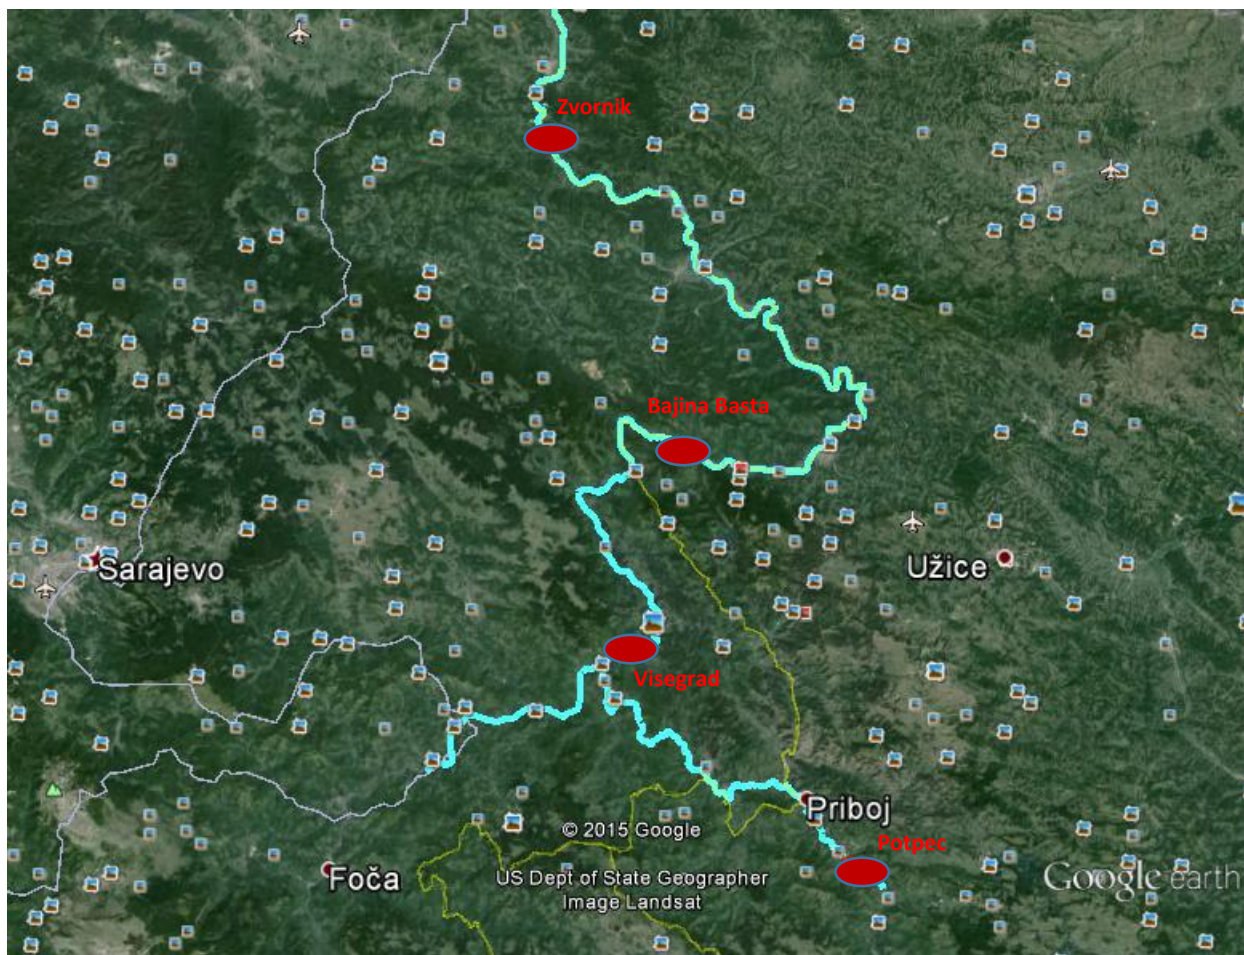 Zvornik
Bajina Basta
Sarajevo
Užice
Visegrad
Priboj
© 2015 Google
Potpec
Foča
US Dept of State Geographer
Image Landsat
Google earth